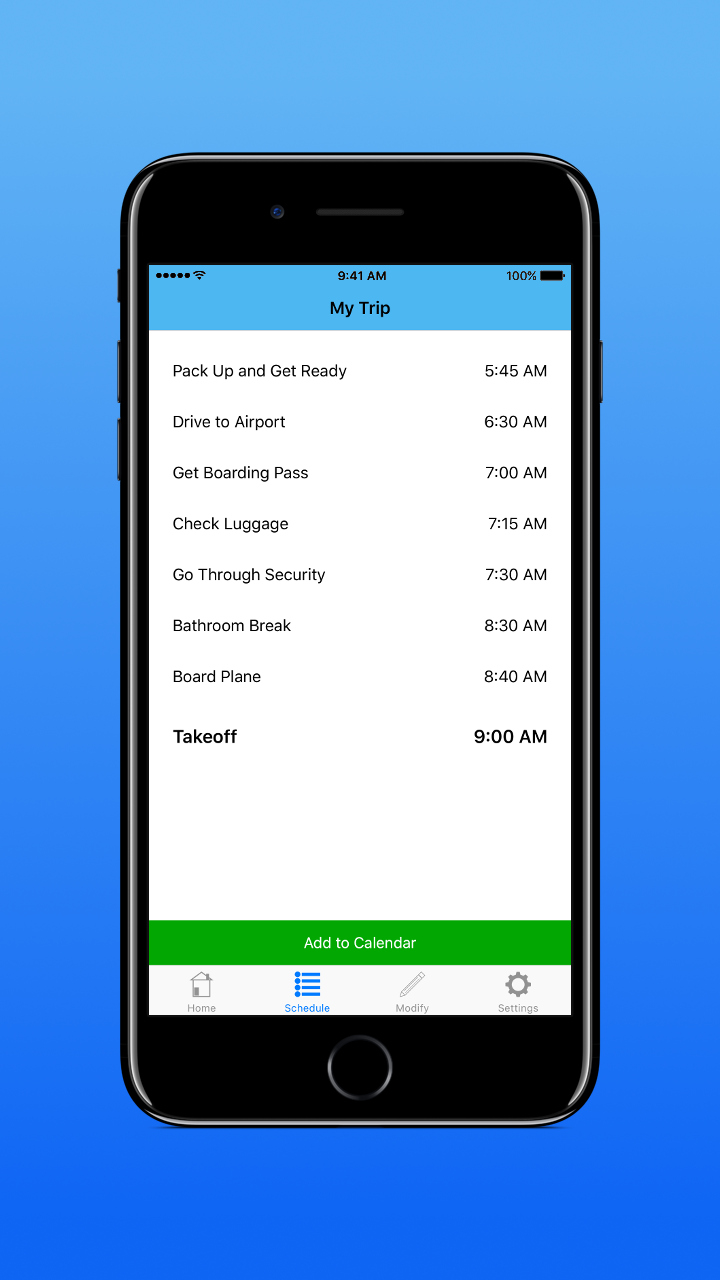 9:41 AM 100%
My Trip
Pack Up and Get Ready 5:45 AM
Drive to Airport 6:30 AM
Get Boarding Pass 7:00 AM
Check Luggage 7:15 AM
Go Through Security 7:30 AM
Bathroom Break 8:30 AM
Board Plane 8:40 AM
Takeoff 9:00 AM
Add to Calendar
Home Schedule Modify Settings